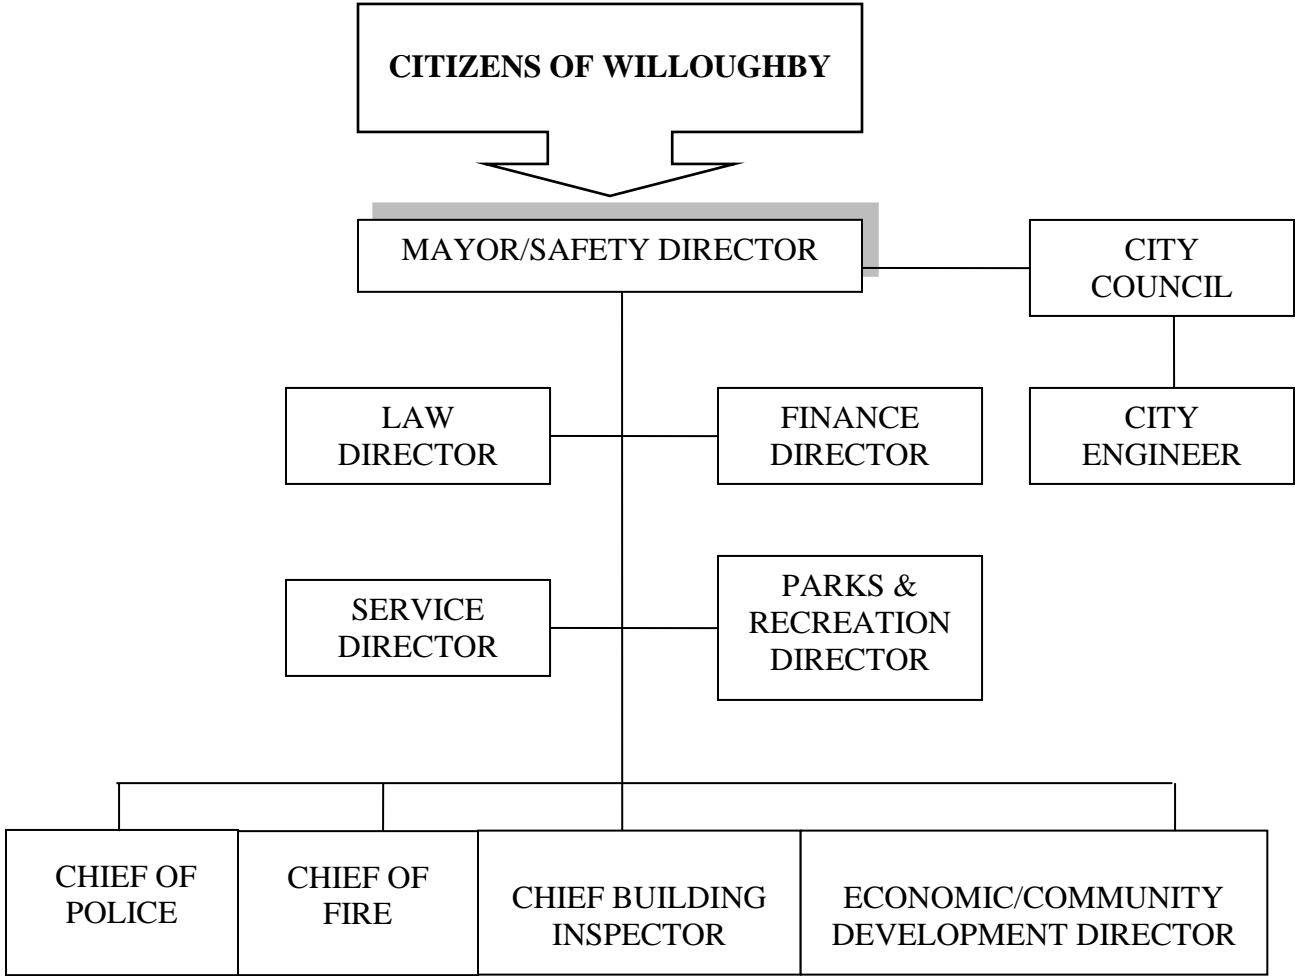 CITIZENS OF WILLOUGHBY
MAYOR/SAFETY DIRECTOR
CITY
COUNCIL
LAW
DIRECTOR
FINANCE
DIRECTOR
CITY
ENGINEER
SERVICE
DIRECTOR
PARKS &
RECREATION
DIRECTOR
CHIEF OF
POLICE
CHIEF OF
FIRE
CHIEF BUILDING
INSPECTOR
ECONOMIC/COMMUNITY
DEVELOPMENT DIRECTOR